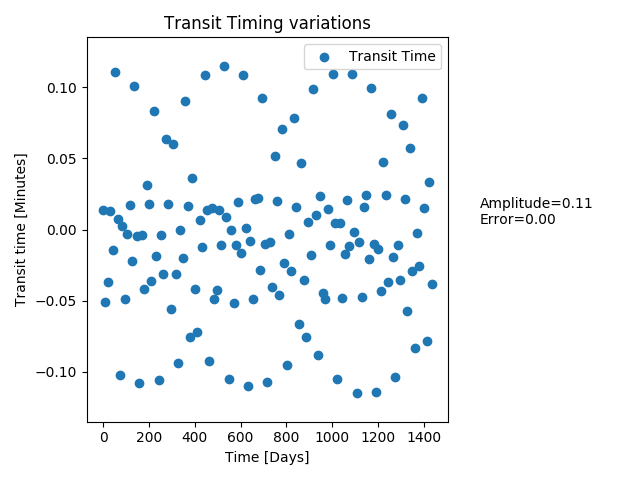 Transit Timing variations
Transit Time
Transit time [Minutes]
0.10
0.05
0.00
−0.05
−0.10
0 200 400 600 800 1000 1200 1400
Time [Days]
Amplitude=0.11
Error=0.00